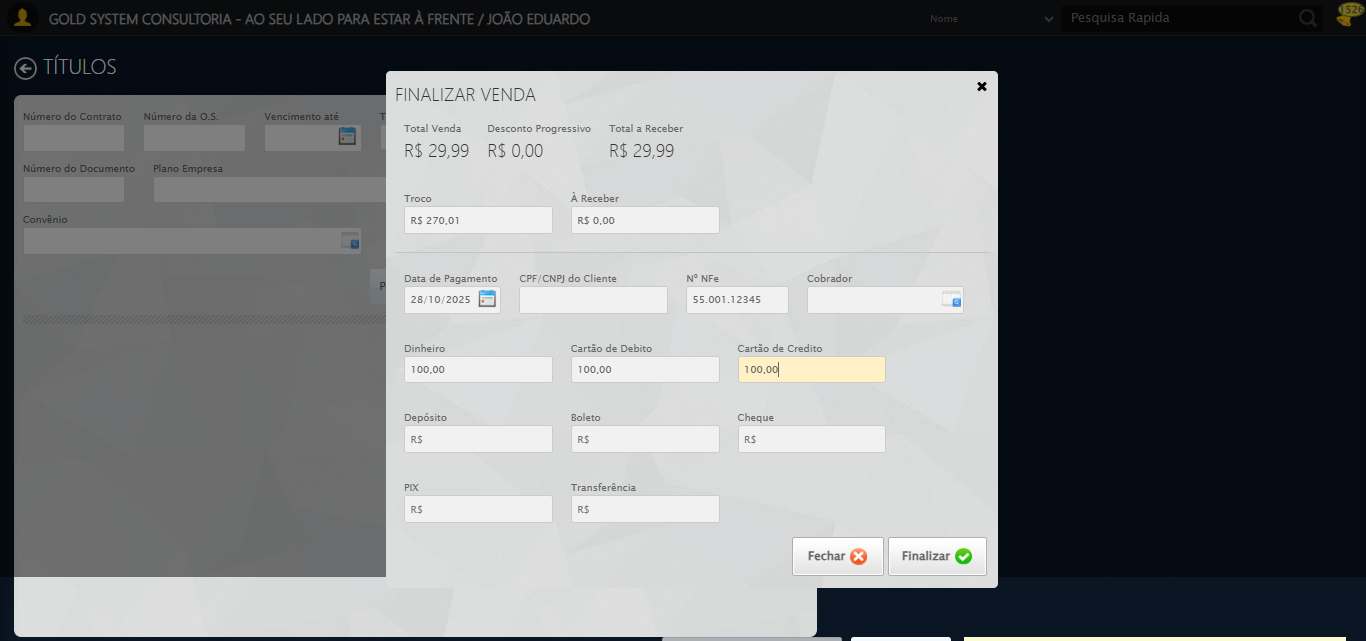 GOLD SYSTEM CONSULTORIA - AO SEU LADO PARA ESTAR À FRENTE / JOÃO EDUARDO
Nome
Pesquisa Rapida
1526
TÍTULOS
Número do Contrato
Número da O.S.
Vencimento até
T
Número do Documento
Plano Empresa
Convênio
P
FINALIZAR VENDA
Total Venda
Desconto Progressivo
Total a Receber
R$ 29,99
R$ 0,00
R$ 29,99
Troco
À Receber
R$ 270,01
R$ 0,00
Data de Pagamento
CPF/CNPJ do Cliente
Nº NFe
Cobrador
28/10/2025
55.001.12345
Dinheiro
Cartão de Debito
Cartão de Credito
100,00
100,00
100,00
Depósito
Boleto
Cheque
R$
R$
R$
PIX
Transferência
R$
R$
Fechar
Finalizar